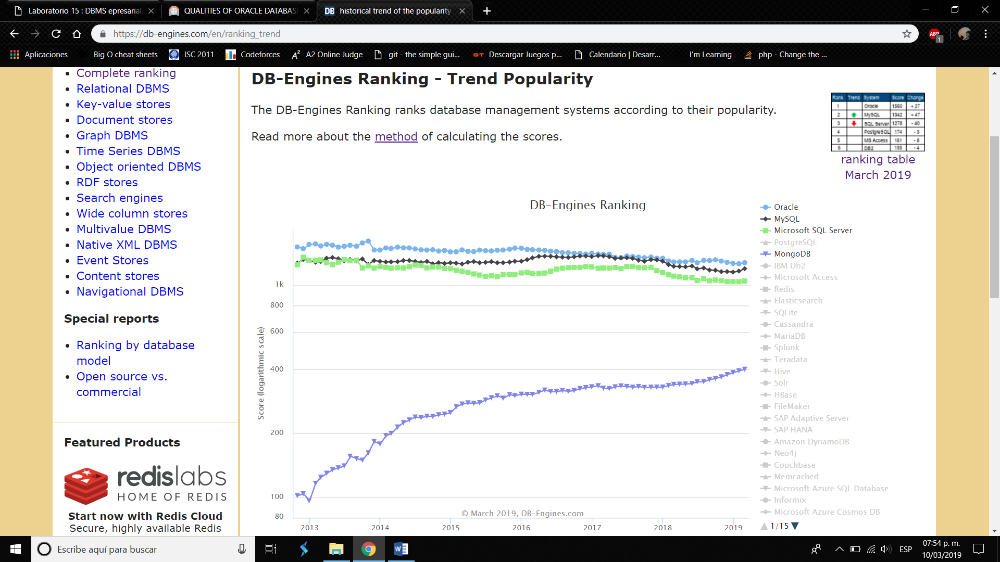 Laboratorio 15 : DBMS epresarial
QUALITIES OF ORACLE DATABAS
DB historical trend of the popularity
https://db-engines.com/en/ranking_trend
ABP
1
Aplicaciones
Big O cheat sheets
ISC 2011
Codeforces
A2 Online Judge
git - the simple gui...
GT Descargar Juegos p...
Calendario | Desarr...
I'm Learning
php - Change the ...
Complete ranking
Relational DBMS
Key-value stores
Document stores
Graph DBMS
Time Series DBMS
Object oriented DBMS
RDF stores
Search engines
Wide column stores
Multivalue DBMS
Native XML DBMS
Event Stores
Content stores
Navigational DBMS
Special reports
Ranking by database
model
Open source vs.
commercial
Featured Products
redislabs
HOME OF REDIS
Start now with Redis Cloud
Secure, highly available Redis
DB-Engines Ranking - Trend Popularity
The DB-Engines Ranking ranks database management systems according to their popularity.
Read more about the method of calculating the scores.
Rank Trend System Score Change
1 Oracle 1560 + 27
2 MySQL 1342 + 47
3 SQL Server 1278 - 40
4 PostgreSQL 174 - 3
5 MS Access 161 - 8
6 DB2 155 - 4
ranking table
March 2019
DB-Engines Ranking
Score (logarithmic scale)
1k
800
600
400
200
100
80
2013 2014 2015 2016 2017 2018 2019
© March 2019, DB-Engines.com
Oracle
MySQL
Microsoft SQL Server
PostgreSQL
MongoDB
IBM Db2
Microsoft Access
Redis
Elasticsearch
SQLite
Cassandra
MariaDB
Splunk
Teradata
Hive
Solr
HBase
FileMaker
SAP Adaptive Server
SAP HANA
Amazon DynamoDB
Neo4j
Couchbase
Memcached
Microsoft Azure SQL Database
Informix
Microsoft Azure Cosmos DB
1/15
Escribe aquí para buscar
ESP
07:54 p. m.
10/03/2019